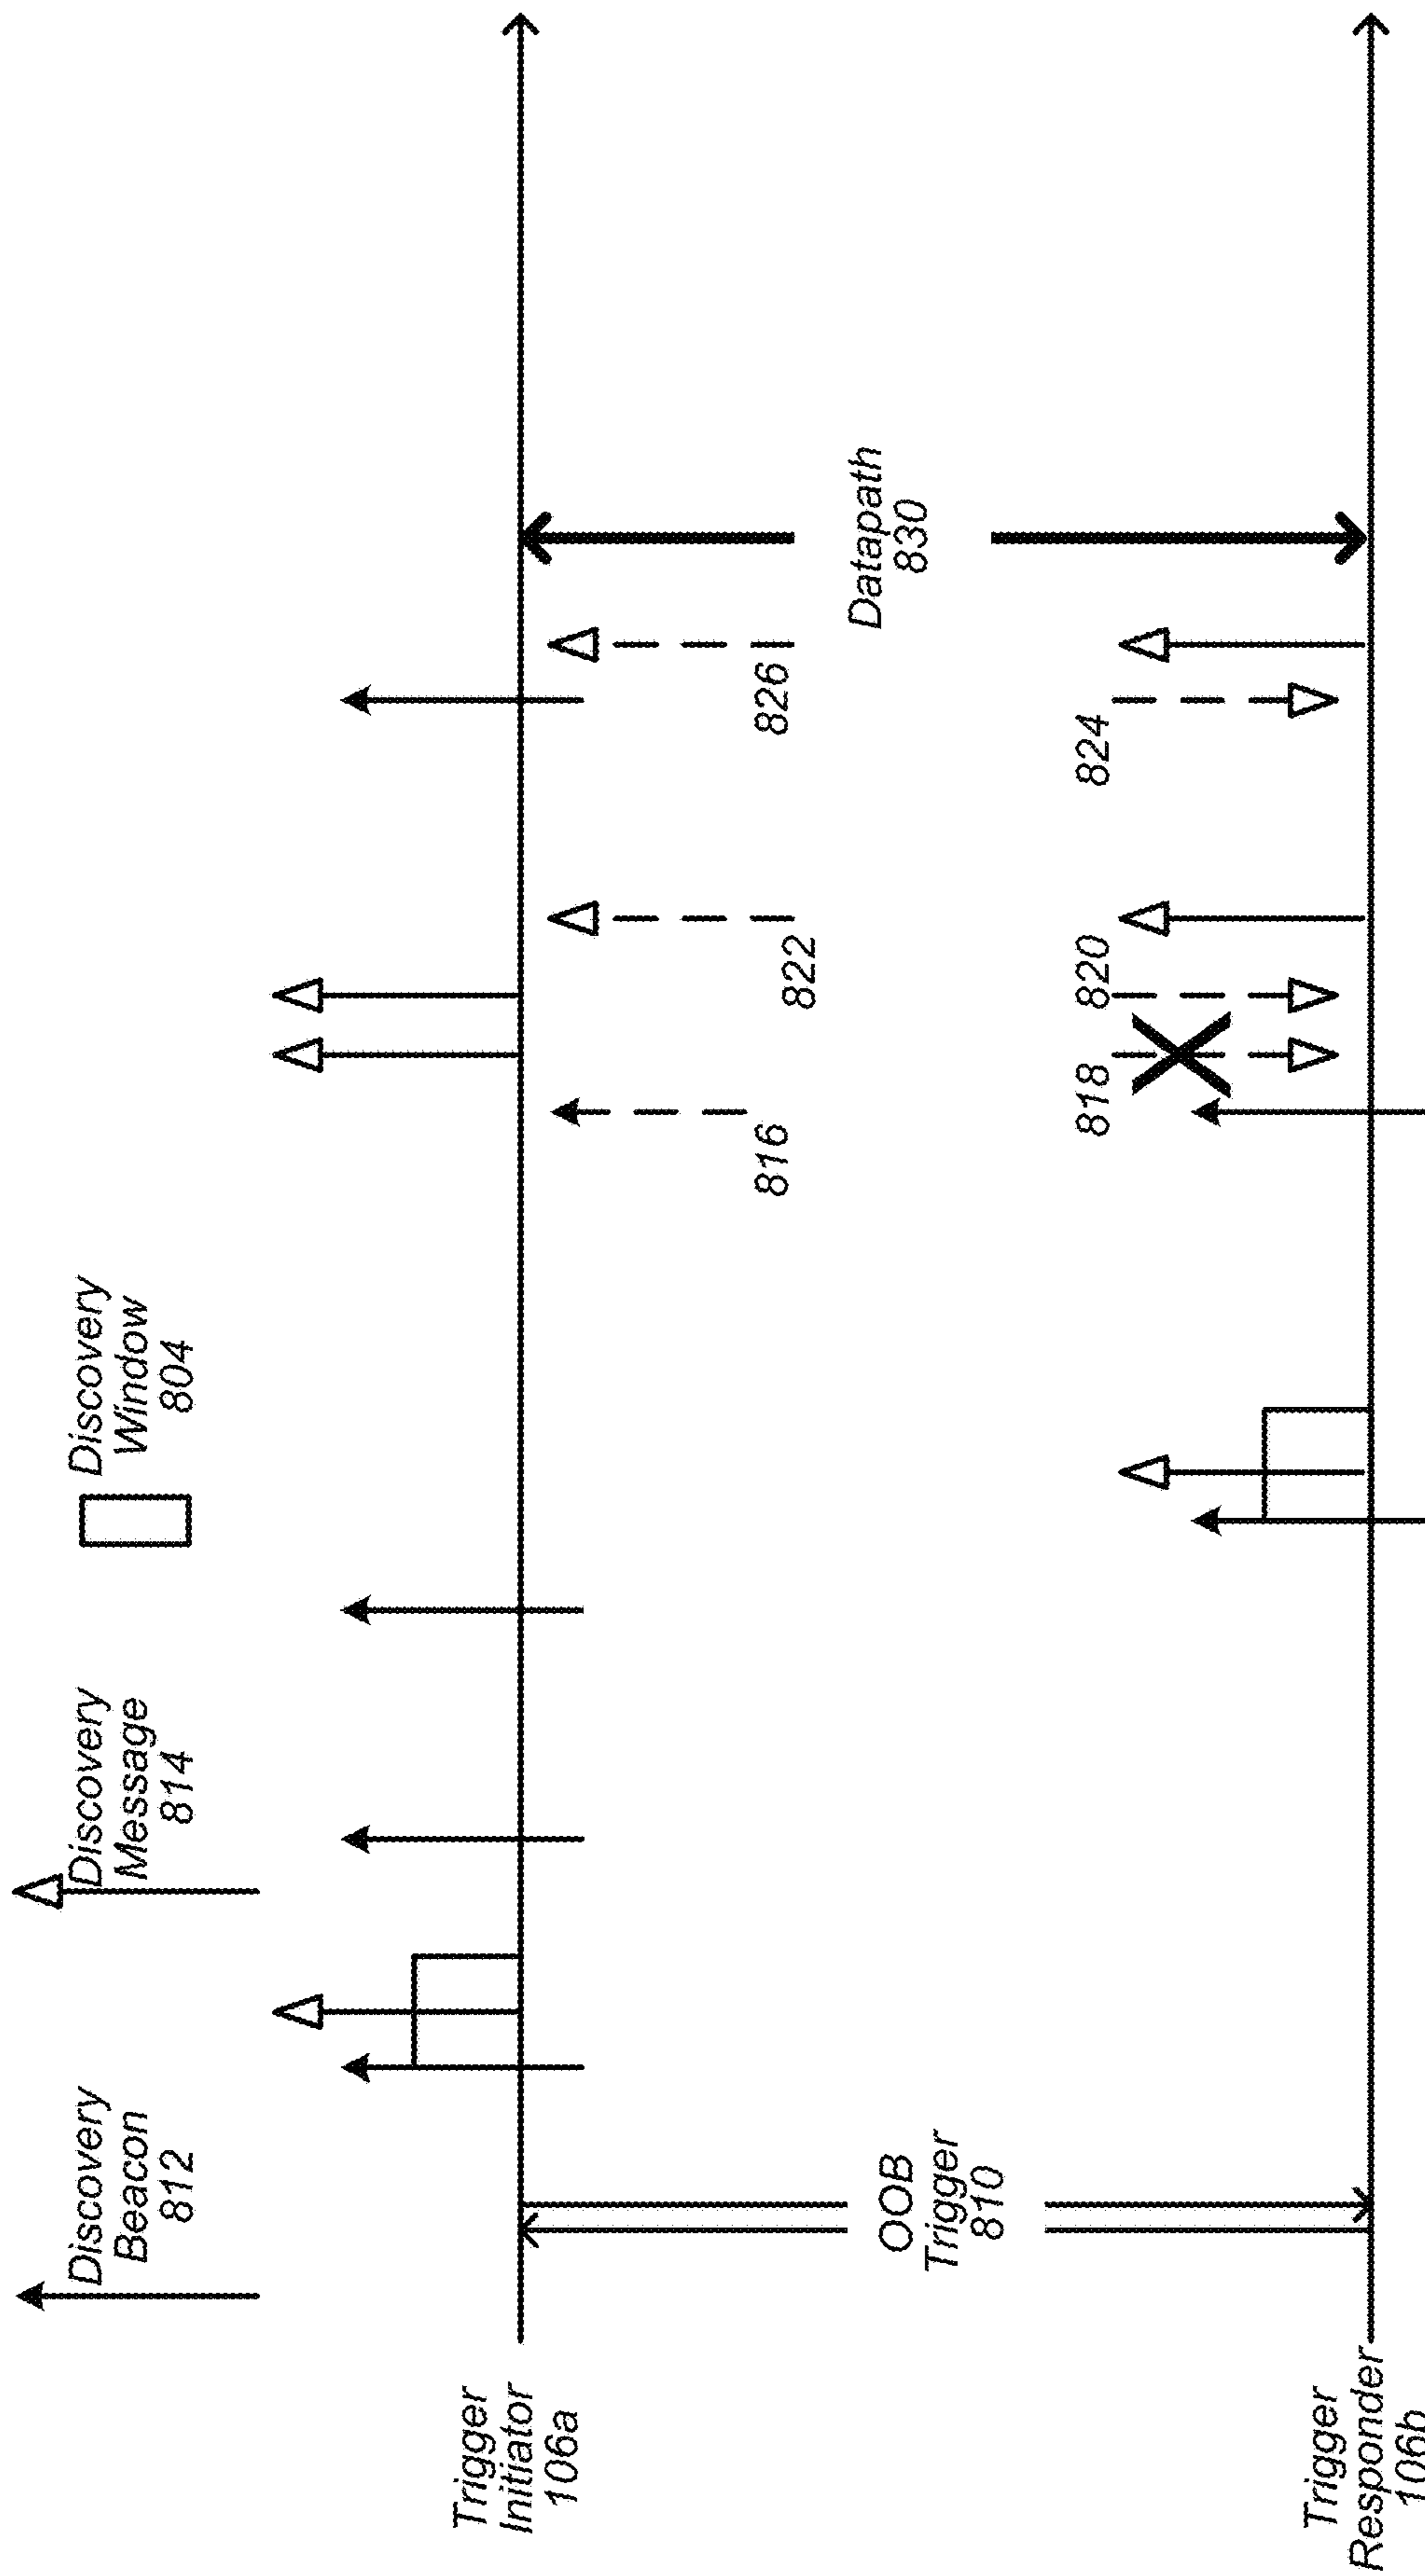 Discovery
Beacon
812
Discovery
Message
814
Discovery
Window
804
Trigger
Initiator
106a
OOB
Trigger
810
816
822
826
Datapath
830
818
820
824
Trigger
Responder
106b